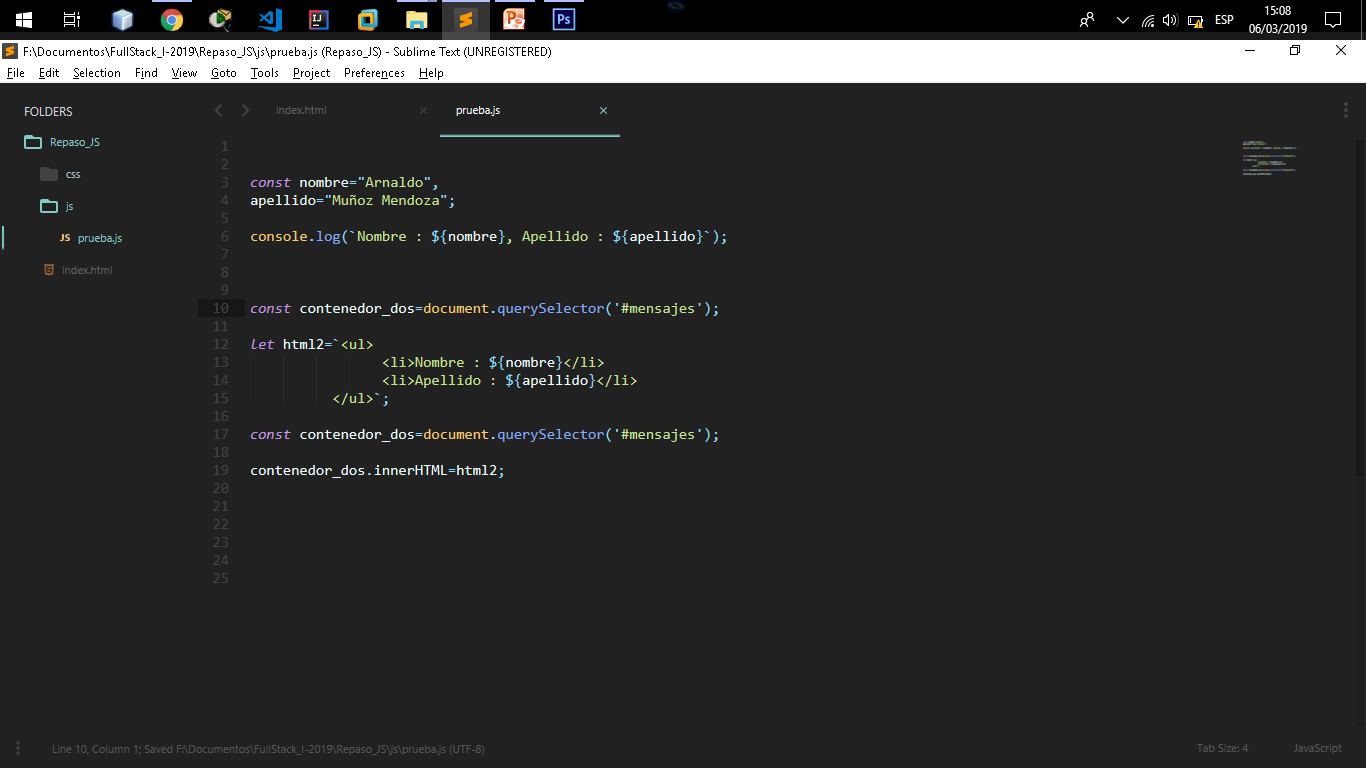 ESP
15:08
06/03/2019
F:\Documentos\FullStack_I-2019\Repaso_JS\js\prueba.js (Repaso_JS) - Sublime Text (UNREGISTERED)
File Edit Selection Find View Goto Tools Project Preferences Help
FOLDERS
Repaso_JS
css
js
JS prueba.js
index.html
index.html prueba.js
1
2
3 const nombre="Arnaldo",
4 apellido="Muñoz Mendoza";
5
6 console.log(`Nombre : ${nombre}, Apellido : ${apellido}`);
7
8
9
10 const contenedor_dos=document.querySelector('#mensajes');
11
12 let html2=`<ul>
13 <li>Nombre : ${nombre}</li>
14 <li>Apellido : ${apellido}</li>
15 </ul>`;
16
17 const contenedor_dos=document.querySelector('#mensajes');
18
19 contenedor_dos.innerHTML=html2;
20
21
22
23
24
25
Line 10, Column 1; Saved F:\Documentos\FullStack_I-2019\Repaso_JS\js\prueba.js (UTF-8)
Tab Size: 4 JavaScript